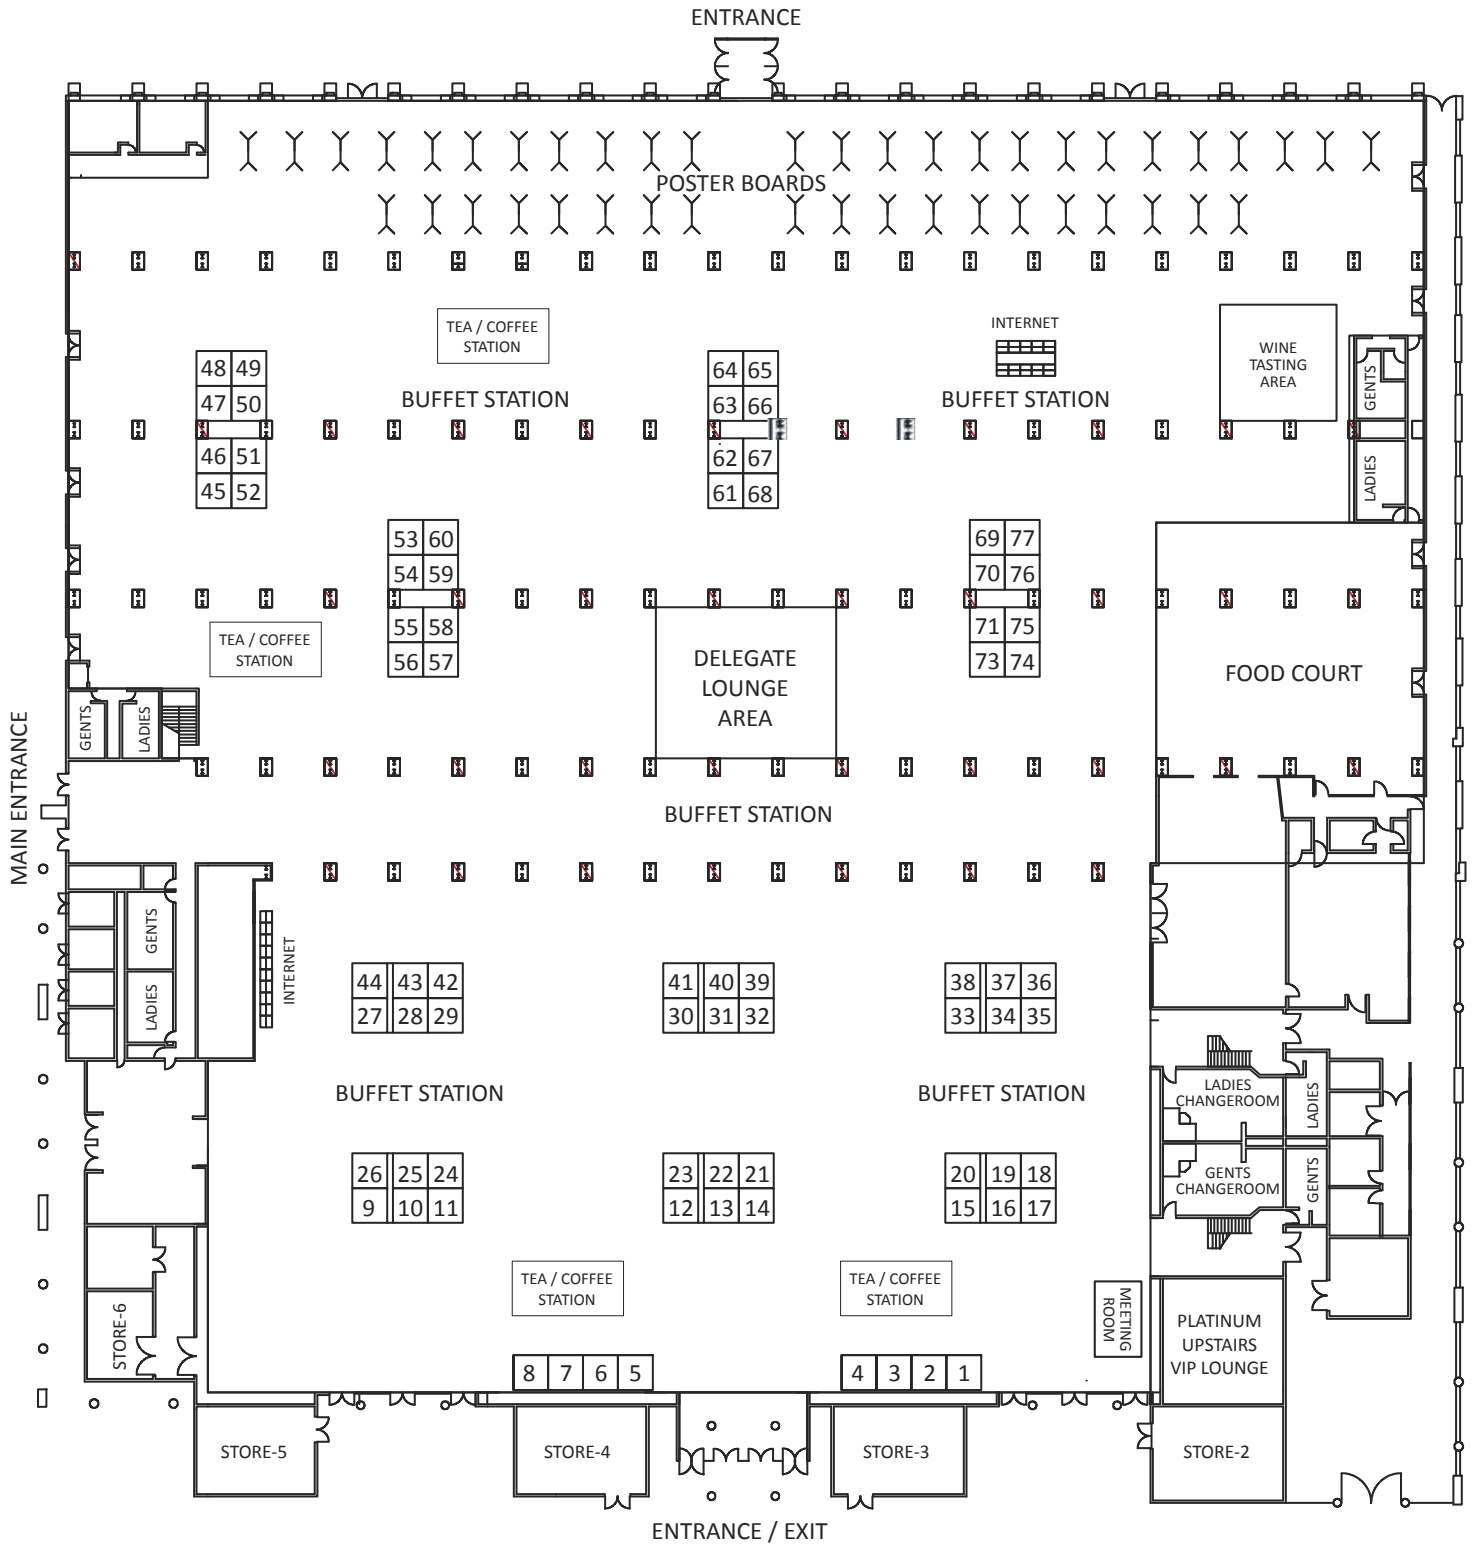 ENTRANCE
POSTER BOARDS
TEA / COFFEE
STATION
INTERNET
WINE
TASTING
AREA
GENTS
LADIES
48 49
47 50
46 51
45 52
BUFFET STATION
64 65
63 66
62 67
61 68
BUFFET STATION
53 60
54 59
55 58
56 57
69 77
70 76
71 75
73 74
TEA / COFFEE
STATION
DELEGATE
LOUNGE
AREA
FOOD COURT
GENTS
LADIES
MAIN ENTRANCE
BUFFET STATION
GENTS
LADIES
INTERNET
44 43 42
27 28 29
41 40 39
30 31 32
38 37 36
33 34 35
BUFFET STATION
BUFFET STATION
LADIES
CHANGEROOM
LADIES
GENTS
CHANGEROOM
GENTS
26 25 24
9 10 11
23 22 21
12 13 14
20 19 18
15 16 17
TEA / COFFEE
STATION
TEA / COFFEE
STATION
MEETING
ROOM
PLATINUM
UPSTAIRS
VIP LOUNGE
STORE-6
8 7 6 5
4 3 2 1
STORE-5
STORE-4
STORE-3
STORE-2
ENTRANCE / EXIT